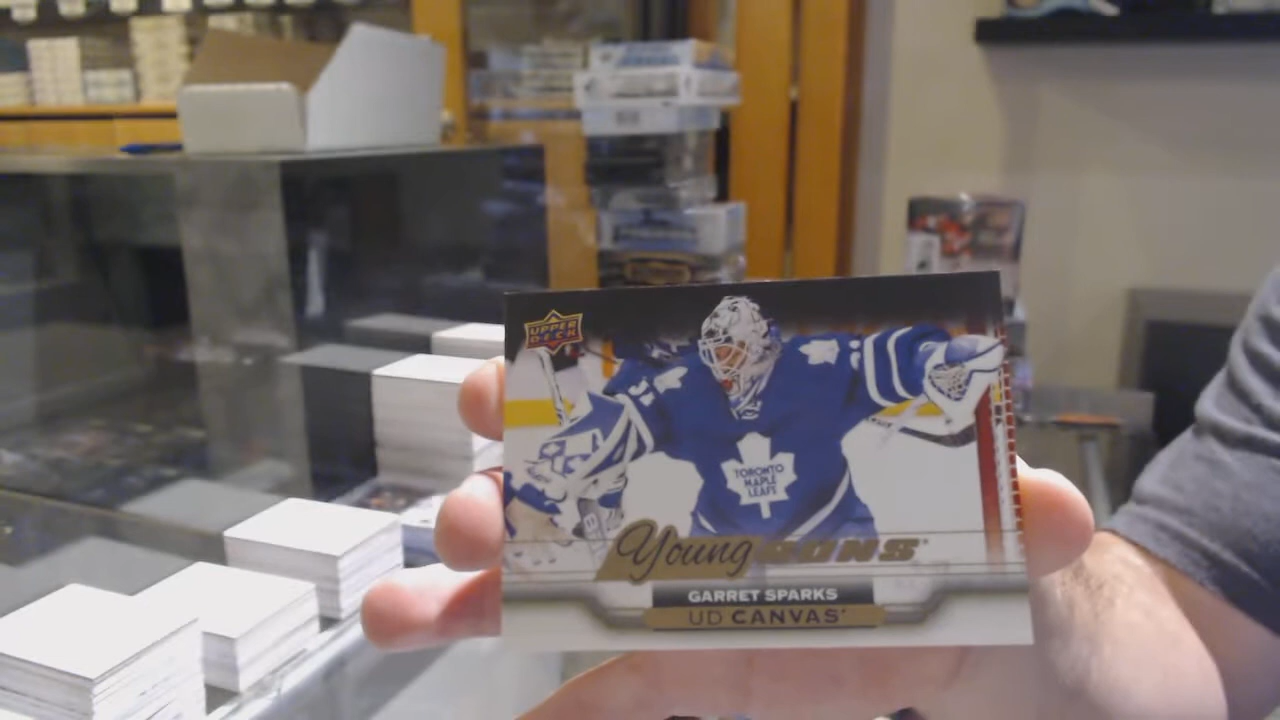 UPPER
DECK
TORONTO
MAPLE
LEAFS
Young GUNS
GARRET SPARKS
UD CANVAS